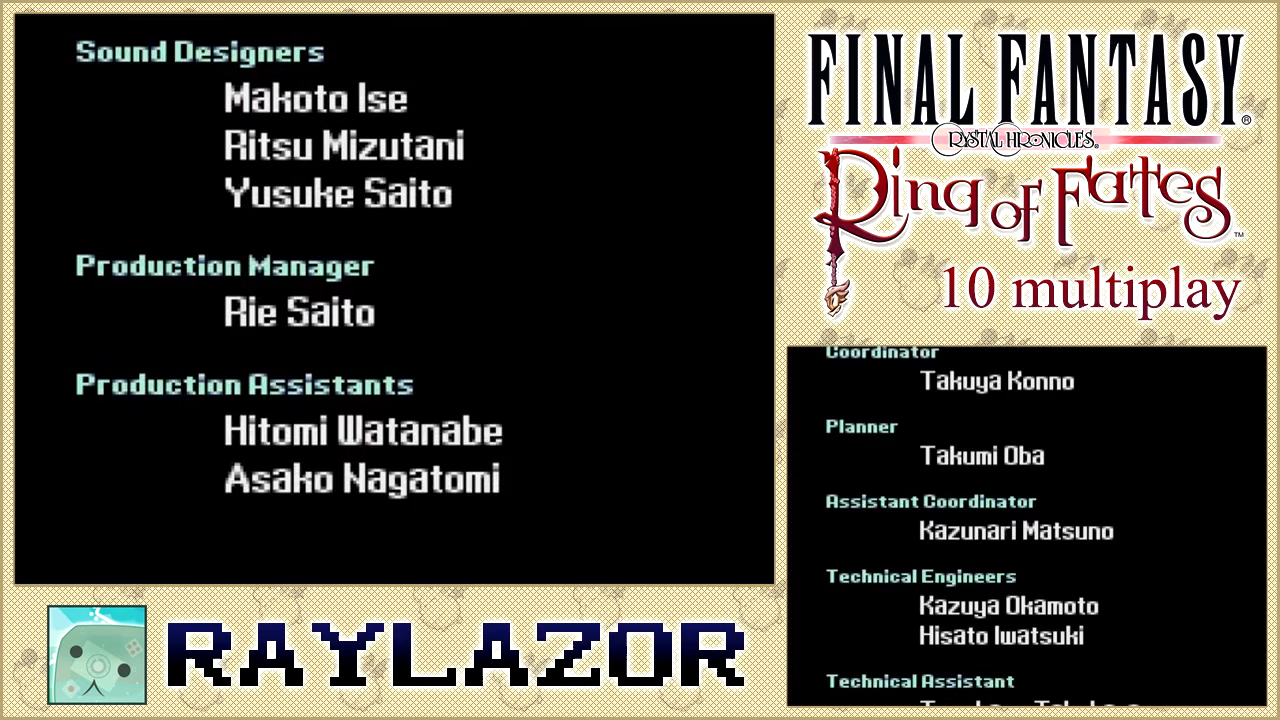 Sound Designers
Makoto Ise
Ritsu Mizutani
Yusuke Saito
Production Manager
Rie Saito
Production Assistants
Hitomi Watanabe
Asako Nagatomi
FINAL FANTASY®
CRYSTAL CHRONICLES®
Ring of Fates™
10 multiplay
Coordinator
Takuya Konno
Planner
Takumi Oba
Assistant Coordinator
Kazunari Matsuno
Technical Engineers
Kazuya Okamoto
Hisato Iwatsuki
Technical Assistant
RAYLAZOR